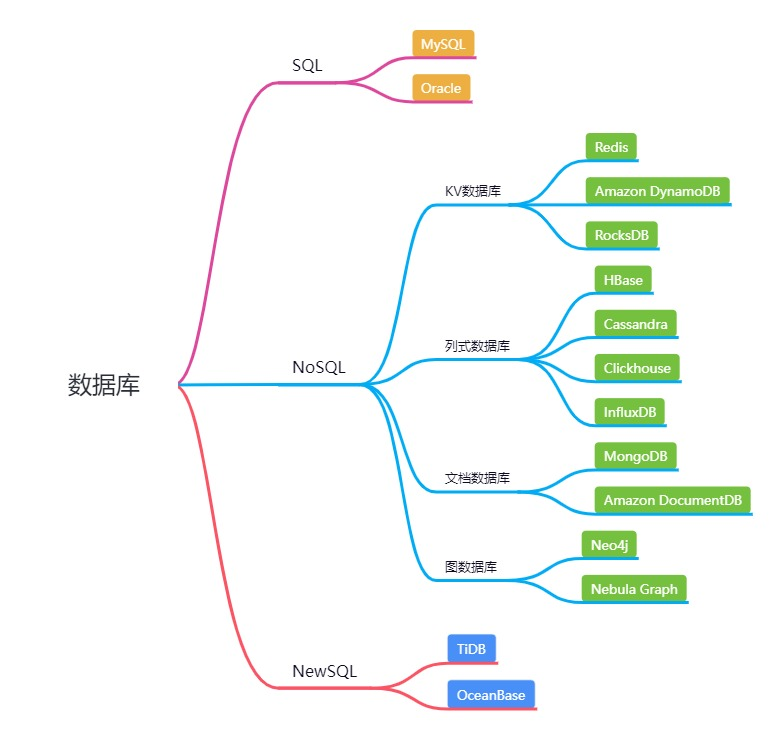 数据库
SQL
MySQL
Oracle
NoSQL
KV数据库
Redis
Amazon DynamoDB
RocksDB
列式数据库
HBase
Cassandra
Clickhouse
InfluxDB
文档数据库
MongoDB
Amazon DocumentDB
图数据库
Neo4j
Nebula Graph
NewSQL
TiDB
OceanBase